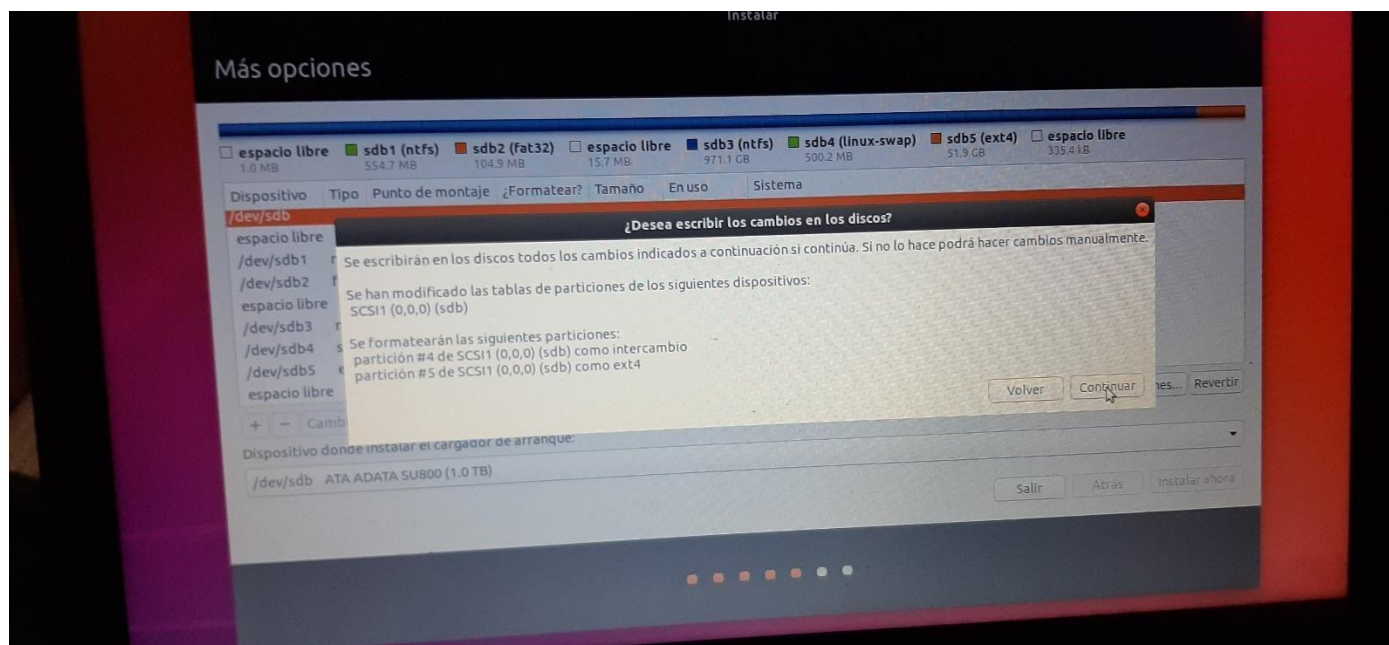 Instalar
Más opciones
espacio libre sdb1 (ntfs) sdb2 (fat32) espacio libre sdb3 (ntfs) sdb4 (linux-swap) sdb5 (ext4) espacio libre
1.0 MB 554.7 MB 104.9 MB 15.7 MB 971.1 GB 500.2 MB 51.9 GB 335.4 kB
Dispositivo Tipo Punto de montaje ¿Formatear? Tamaño En uso Sistema
/dev/sdb
espacio libre
/dev/sdb1
/dev/sdb2
espacio libre
/dev/sdb3
/dev/sdb4
/dev/sdb5
espacio libre
¿Desea escribir los cambios en los discos?
Se escribirán en los discos todos los cambios indicados a continuación si continúa. Si no lo hace podrá hacer cambios manualmente.
Se han modificado las tablas de particiones de los siguientes dispositivos:
SCSI1 (0,0,0) (sdb)
Se formatearán las siguientes particiones:
partición #4 de SCSI1 (0,0,0) (sdb) como intercambio
partición #5 de SCSI1 (0,0,0) (sdb) como ext4
Volver Continuar
+ - Camb nes... Revertir
Dispositivo donde instalar el cargador de arranque:
/dev/sdb ATA ADATA SU800 (1.0 TB)
Salir Atrás Instalar ahora